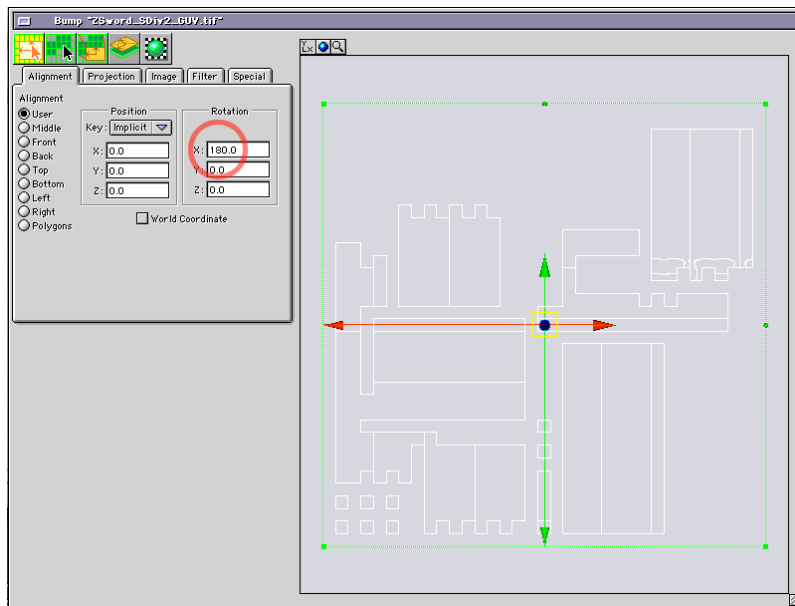 Bump "ZSword_SDiv2_GUV.tif"
Alignment Projection Image Filter Special
Alignment
User
Middle
Front
Back
Top
Bottom
Left
Right
Polygons
Position
Key: Implicit
X: 0.0
Y: 0.0
Z: 0.0
Rotation
X: 180.0
Y: 0.0
Z: 0.0
World Coordinate